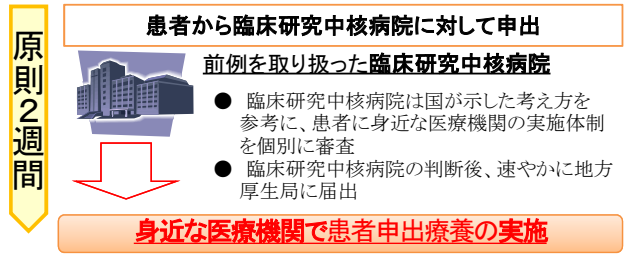 原則2週間
患者から臨床研究中核病院に対して申出
前例を取り扱った臨床研究中核病院
● 臨床研究中核病院は国が示した考え方を
参考に、患者に身近な医療機関の実施体制
を個別に審査
● 臨床研究中核病院の判断後、速やかに地方
厚生局に届出
身近な医療機関で患者申出療養の実施